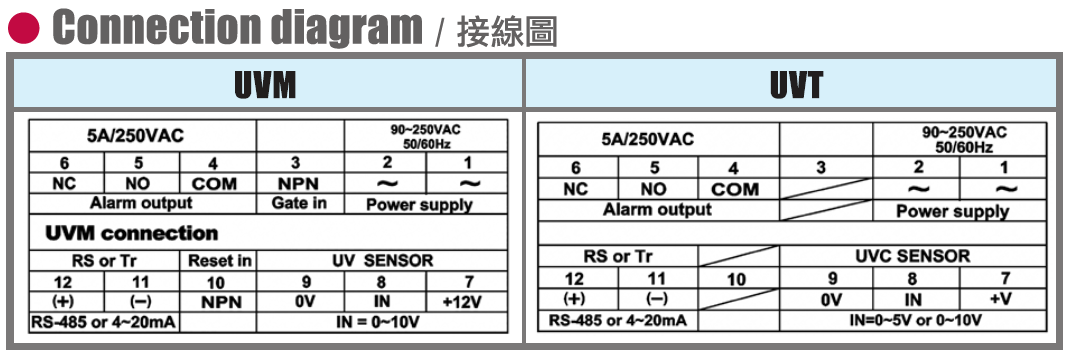 Connection diagram / 接線圖
UVM
5A/250VAC 90~250VAC
50/60Hz
6 5 4 3 2 1
NC NO COM NPN ~ ~
Alarm output Gate in Power supply
UVM connection
RS or Tr Reset in UV SENSOR
12 11 10 9 8 7
(+) (−) NPN 0V IN +12V
RS-485 or 4~20mA IN = 0~10V
UVT
5A/250VAC 90~250VAC
50/60Hz
6 5 4 3 2 1
NC NO COM ~ ~
Alarm output Power supply
RS or Tr UVC SENSOR
12 11 10 9 8 7
(+) (−) 0V IN +V
RS-485 or 4~20mA IN=0~5V or 0~10V